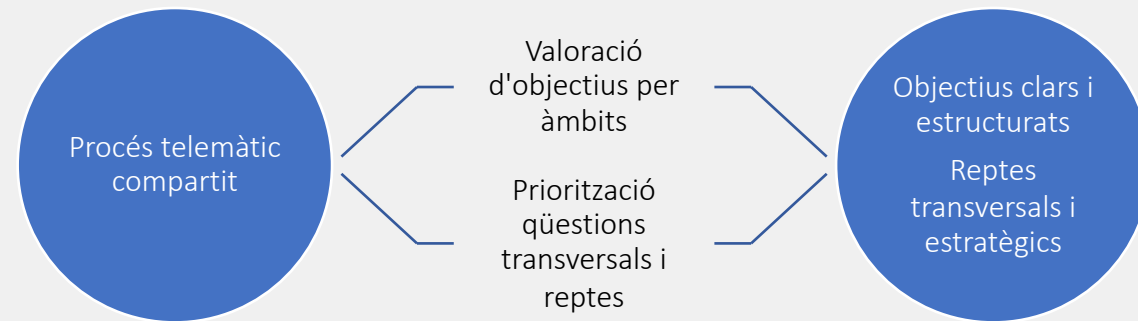 Procés telemàtic
compartit
Valoració
d'objectius per
àmbits
Priorització
qüestions
transversals i
reptes
Objectius clars i
estructurats
Reptes
transversals i
estratègics